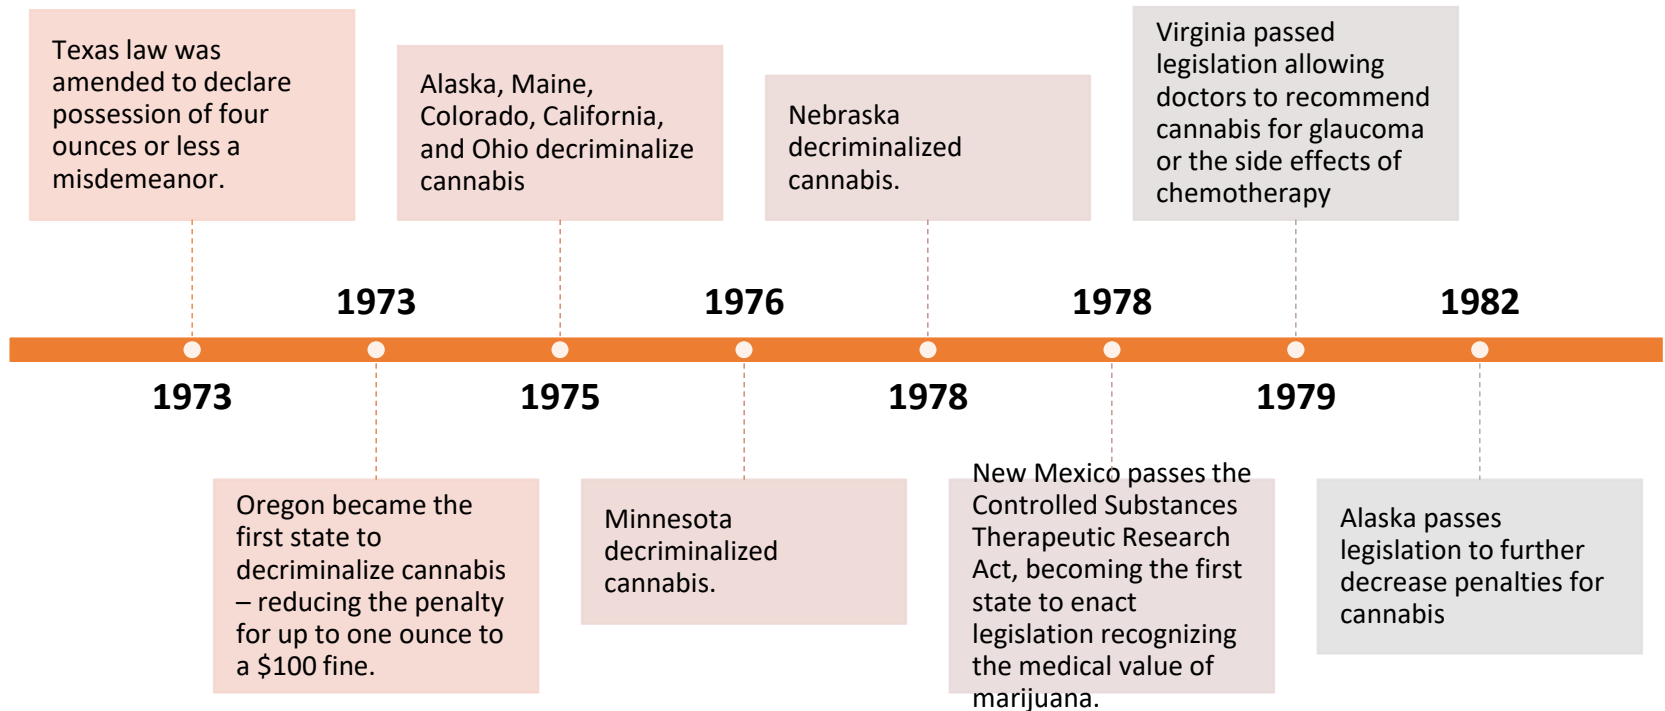 Texas law was
amended to declare
possession of four
ounces or less a
misdemeanor.
Alaska, Maine,
Colorado, California,
and Ohio decriminalize
cannabis
Nebraska
decriminalized
cannabis.
Virginia passed
legislation allowing
doctors to recommend
cannabis for glaucoma
or the side effects of
chemotherapy
1973
1976
1978
1982
1973
1975
1978
1979
Oregon became the
first state to
decriminalize cannabis
– reducing the penalty
for up to one ounce to
a $100 fine.
Minnesota
decriminalized
cannabis.
New Mexico passes the
Controlled Substances
Therapeutic Research
Act, becoming the first
state to enact
legislation recognizing
the medical value of
marijuana.
Alaska passes
legislation to further
decrease penalties for
cannabis